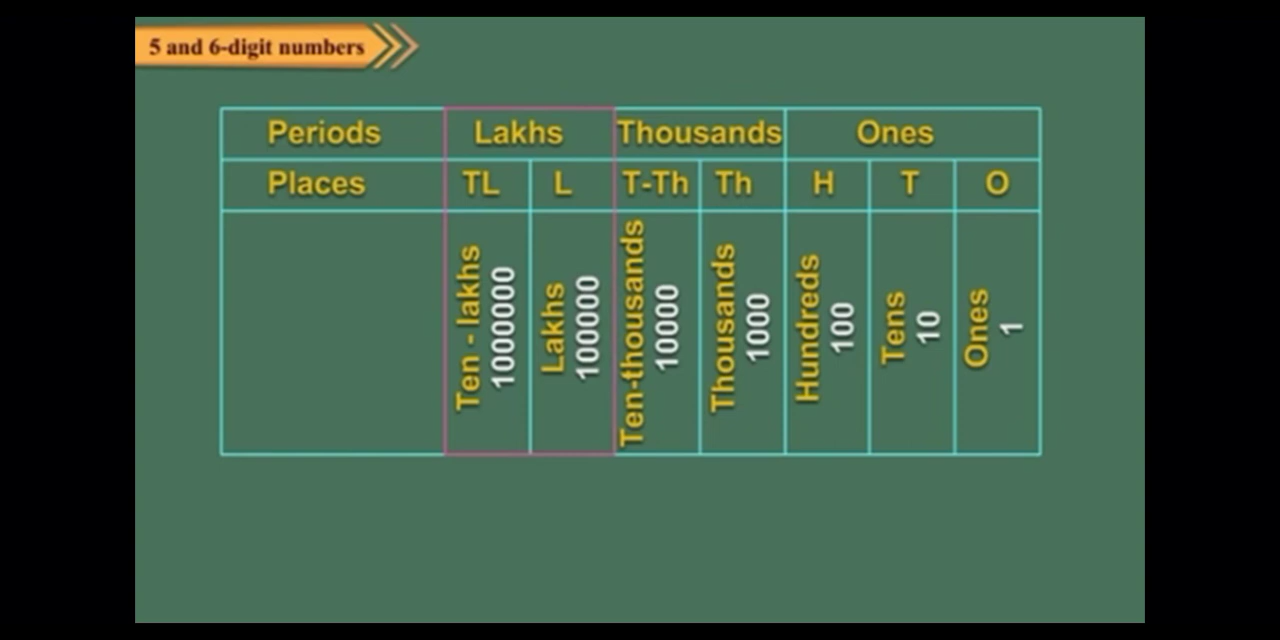 5 and 6-digit numbers
Periods Lakhs Thousands Ones
Places TL L T-Th Th H T O
Ten - lakhs 1000000
Lakhs 100000
Ten-thousands 10000
Thousands 1000
Hundreds 100
Tens 10
Ones 1